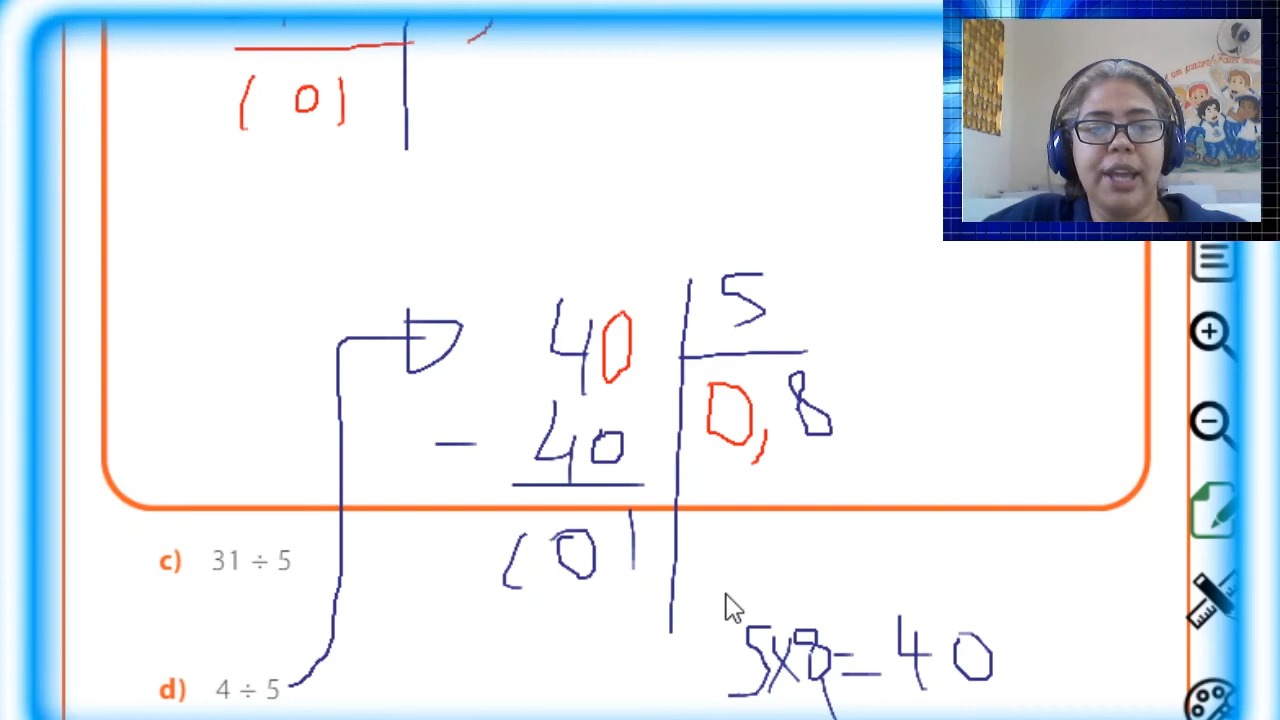 ( 0 )
D 40 5
- 40 0,8
( 0 )
c) 31 ÷ 5
5x8=40
d) 4 ÷ 5